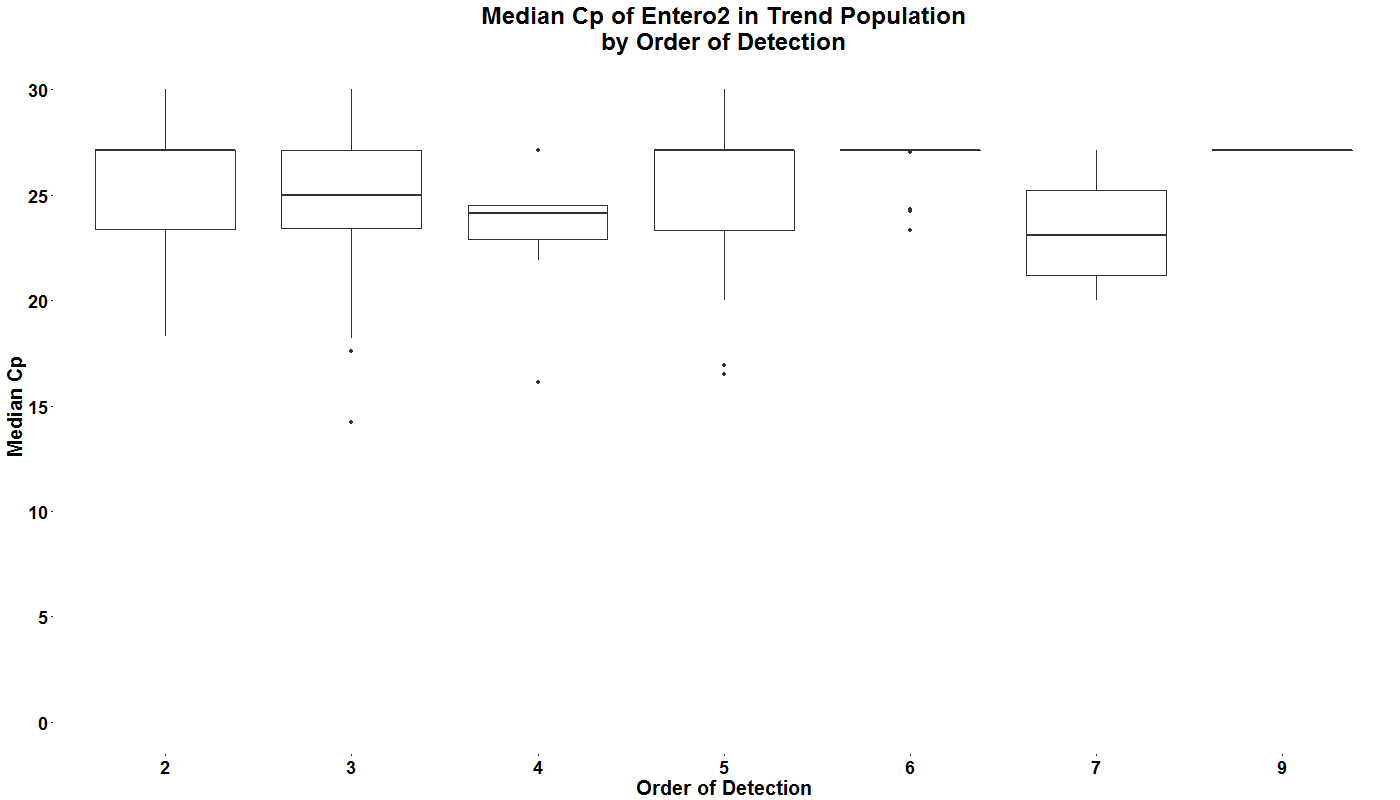 Median Cp of Entero2 in Trend Population
by Order of Detection
Median Cp
30
25
20
15
10
5
0
2 3 4 5 6 7 9
Order of Detection